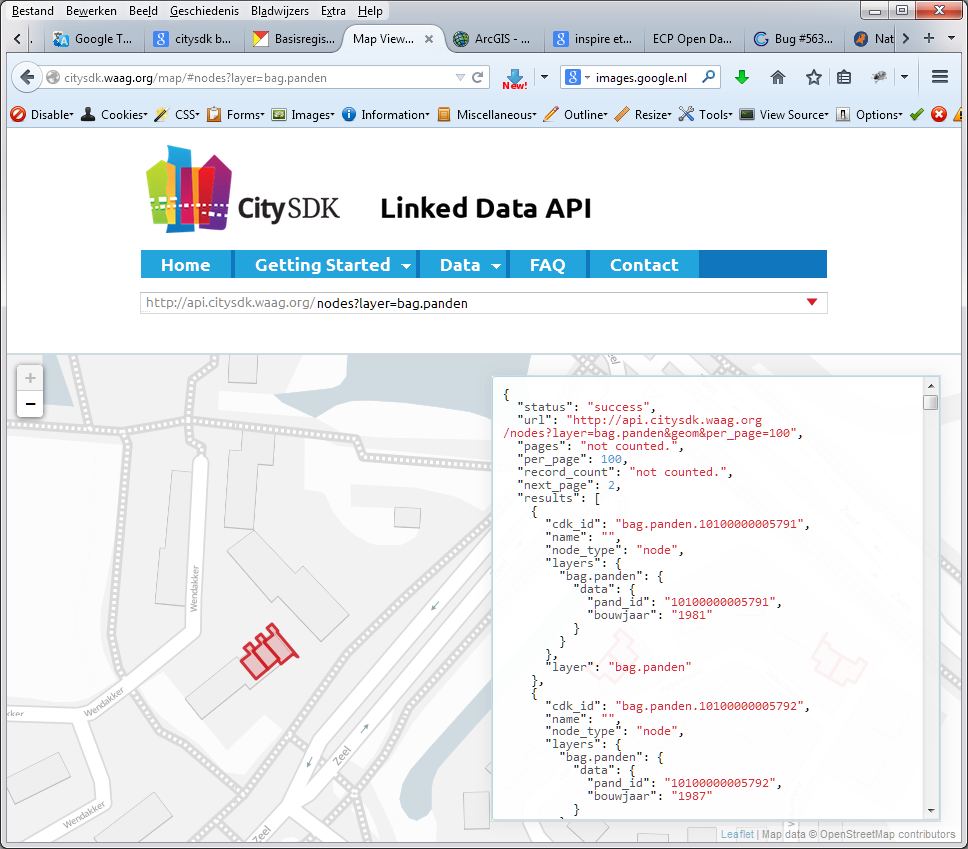 Bestand Bewerken Beeld Geschiedenis Bladwijzers Extra Help
Google T... citysdk b... Basisregis... Map View... ArcGIS - ... inspire et... ECP Open Da... Bug #563... Nat
citysdk.waag.org/map/#nodes?layer=bag.panden New! images.google.nl
Disable Cookies CSS Forms Images Information Miscellaneous Outline Resize Tools View Source Options
CitySDK Linked Data API
Home Getting Started Data FAQ Contact
http://api.citysdk.waag.org/ nodes?layer=bag.panden
+
−
{
"status": "success",
"url": "http://api.citysdk.waag.org
/nodes?layer=bag.panden&geom&per_page=100",
"pages": "not counted.",
"per_page": 100,
"record_count": "not counted.",
"next_page": 2,
"results": [
{
"cdk_id": "bag.panden.10100000005791",
"name": "",
"node_type": "node",
"layers": {
"bag.panden": {
"data": {
"pand_id": "10100000005791",
"bouwjaar": "1981"
}
}
},
"layer": "bag.panden"
},
{
"cdk_id": "bag.panden.10100000005792",
"name": "",
"node_type": "node",
"layers": {
"bag.panden": {
"data": {
"pand_id": "10100000005792",
"bouwjaar": "1987"
}
Zeel
Wendakker
Wendakker
kker
Zeel
Wendakker
Zeel
Leaflet | Map data © OpenStreetMap contributors